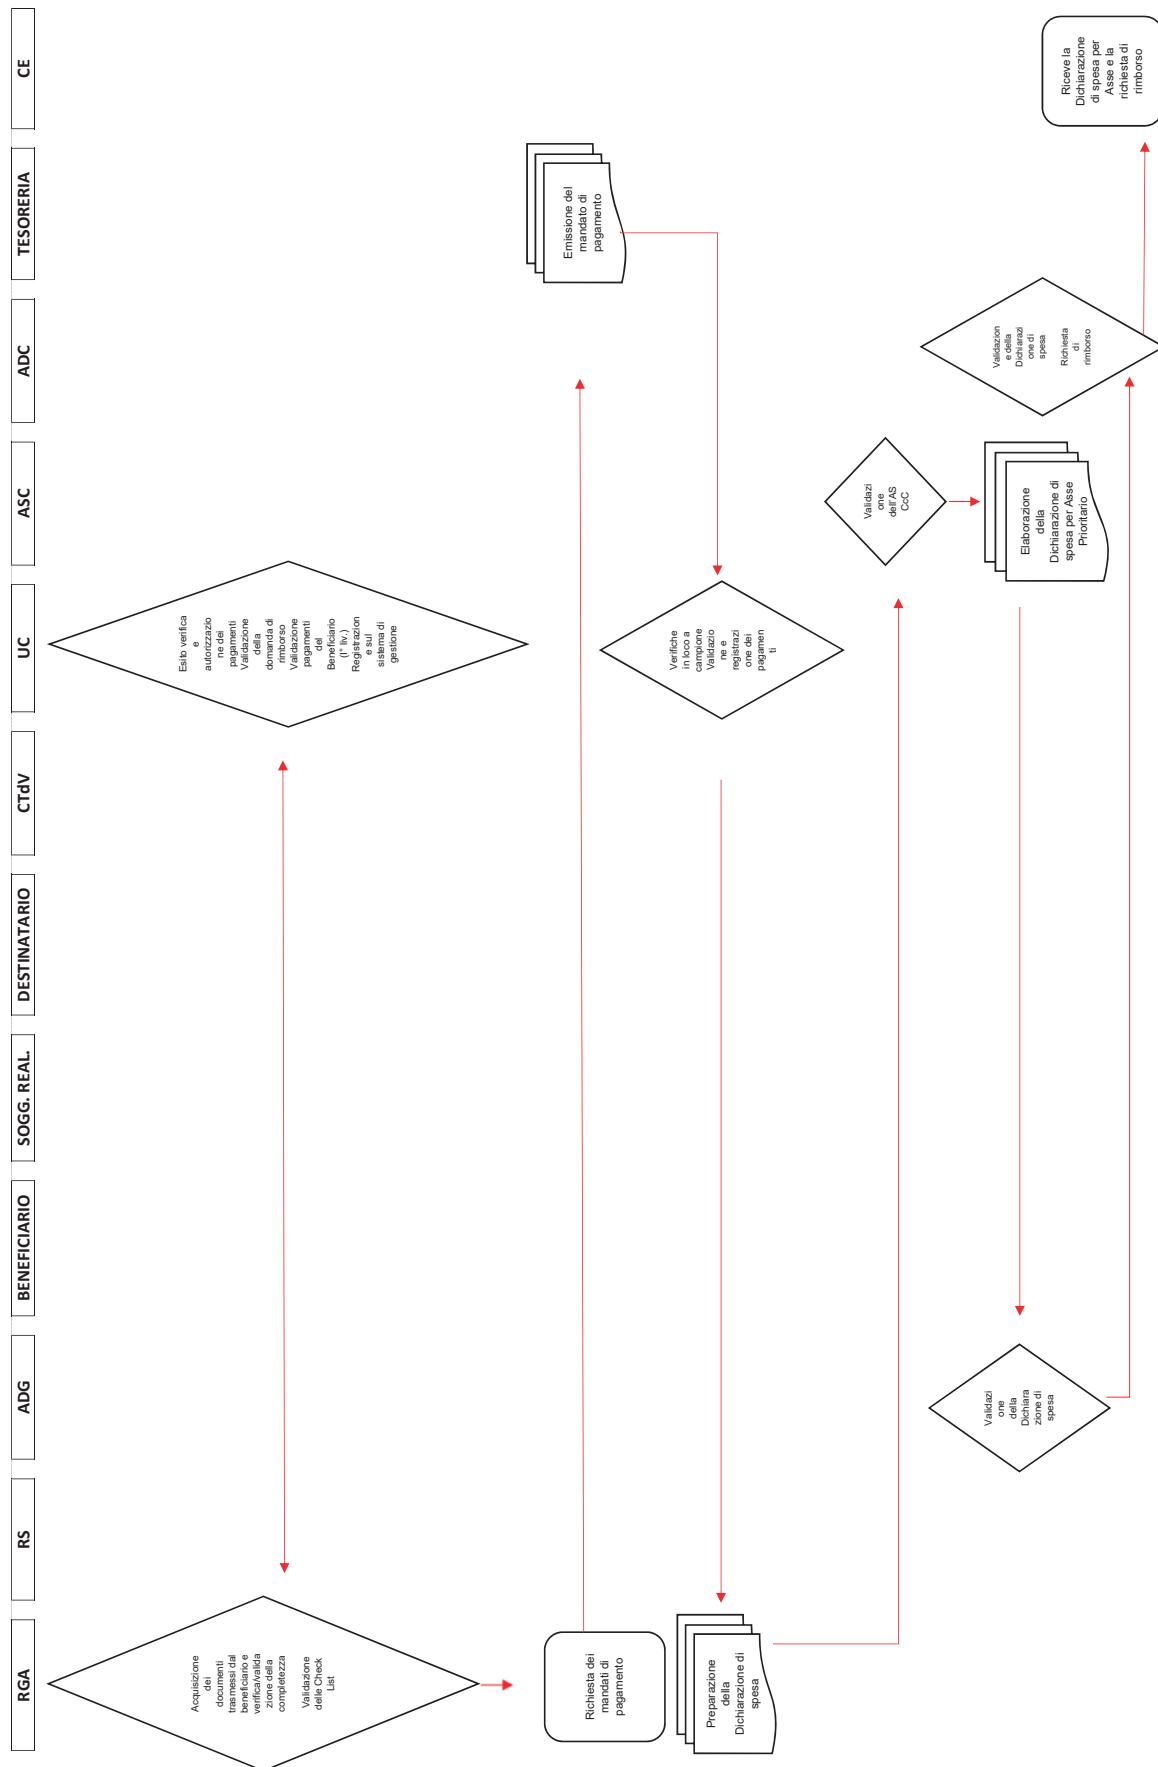 RGA
RS
ADG
BENEFICIARIO
SOGG. REAL.
DESTINATARIO
CTdV
UC
ASC
ADC
TESORERIA
CE
Acquisizione
dei
documenti
trasmessi dal
beneficiario e
verifica/valida
zione della
completezza
Validazione
delle Check
List
Esito verifica
e
autorizzazio
ne dei
pagamenti
Validazione
della
domanda di
rimborso
Validazione
pagamenti
del
Beneficiario
(I° liv.)
Registrazion
e sul
sistema di
gestione
Richiesta dei
mandati di
pagamento
Emissione del
mandato di
pagamento
Verifiche
in loco a
campione
Validazio
ne e
registrazi
one dei
pagamen
ti
Preparazione
della
Dichiarazione di
spesa
Validazi
one
dell'AS
CcC
Elaborazione
della
Dichiarazione di
spesa per Asse
Prioritario
Validazi
one
della
Dichiara
zione di
spesa
Validazion
e della
Dichiarazi
one di
spesa
Richiesta
di
rimborso
Riceve la
Dichiarazione
di spesa per
Asse e la
richiesta di
rimborso